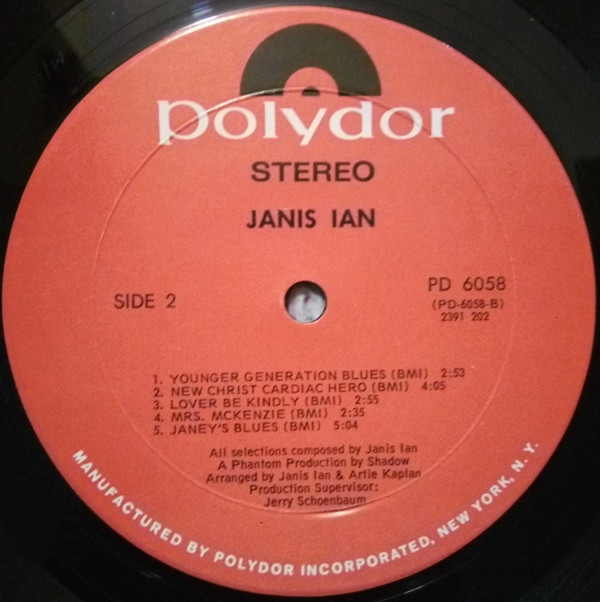 polydor
STEREO
JANIS IAN
SIDE 2
PD 6058
(PD-6058-B)
2391 202
1. YOUNGER GENERATION BLUES (BMI) 2:53
2. NEW CHRIST CARDIAC HERO (BMI) 4:05
3. LOVER BE KINDLY (BMI) 2:55
4. MRS. MCKENZIE (BMI) 2:35
5. JANEY'S BLUES (BMI) 5:04
All selections composed by Janis Ian
A Phantom Production by Shadow
Arranged by Janis Ian & Artie Kaplan
Production Supervisor:
Jerry Schoenbaum
MANUFACTURED BY POLYDOR INCORPORATED, NEW YORK, N. Y.